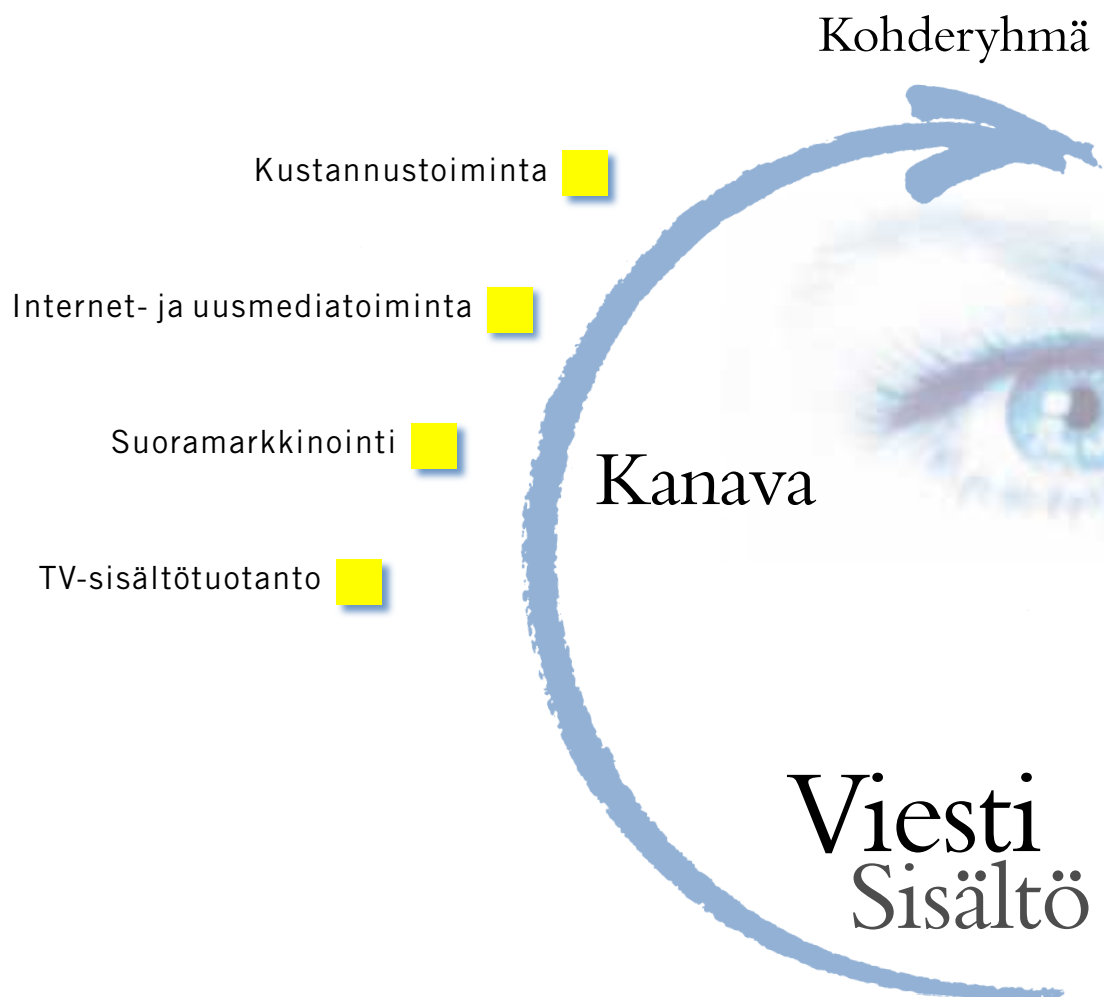 Kohderyhmä
Kustannustoiminta
Internet- ja uusmediatoiminta
Suoramarkkinointi
Kanava
TV-sisältötuotanto
Viesti
Sisältö